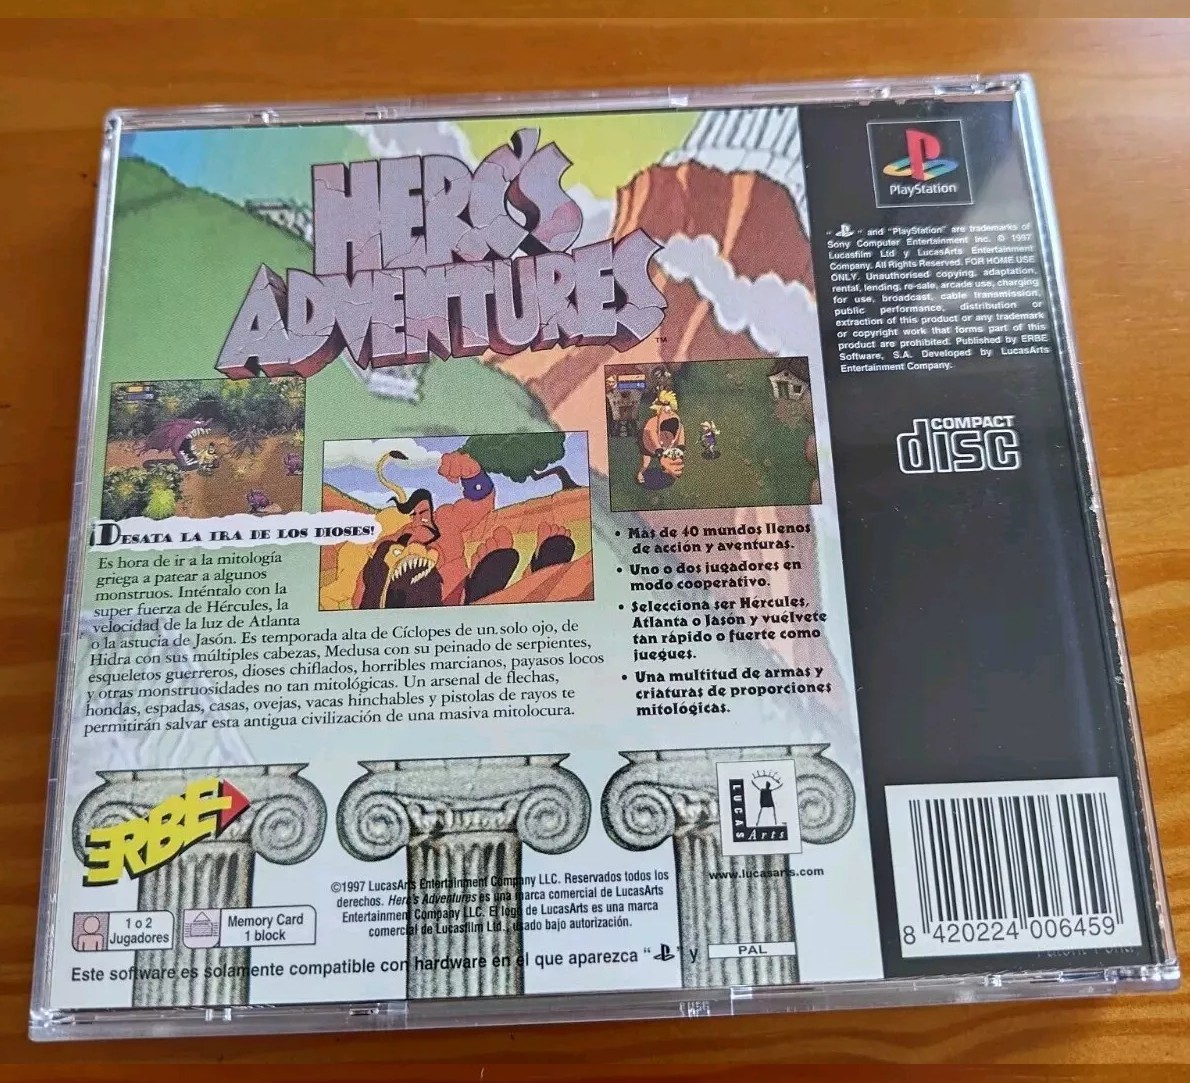 HERC'S
ADVENTURES
™
¡DESATA LA IRA DE LOS DIOSES!
Es hora de ir a la mitología
griega a patear a algunos
monstruos. Inténtalo con la
super fuerza de Hércules, la
velocidad de la luz de Atlanta
o la astucia de Jasón. Es temporada alta de Cíclopes de un solo ojo, de
Hidra con sus múltiples cabezas, Medusa con su peinado de serpientes,
esqueletos guerreros, dioses chiflados, horribles marcianos, payasos locos
y otras monstruosidades no tan mitológicas. Un arsenal de flechas,
hondas, espadas, casas, ovejas, vacas hinchables y pistolas de rayos te
permitirán salvar esta antigua civilización de una masiva mitolocura.
• Más de 40 mundos llenos
de acción y aventuras.
• Uno o dos jugadores en
modo cooperativo.
• Selecciona ser Hércules,
Atlanta o Jasón y vuélvete
tan rápido o fuerte como
juegues.
• Una multitud de armas y
criaturas de proporciones
mitológicas.
ERBE
LUCAS
Arts
www.lucasarts.com
©1997 LucasArts Entertainment Company LLC. Reservados todos los
derechos. Herc's Adventures es una marca comercial de LucasArts
Entertainment Company LLC. El logo de LucasArts es una marca
comercial de Lucasfilm Ltd., usado bajo autorización.
1 o 2
Jugadores
Memory Card
1 block
Este software es solamente compatible con hardware en el que aparezca " " y PAL
PlayStation
" " and "PlayStation" are trademarks of
Sony Computer Entertainment Inc. © 1997
Lucasfilm Ltd y LucasArts Entertainment
Company. All Rights Reserved. FOR HOME USE
ONLY. Unauthorised copying, adaptation,
rental, lending, re-sale, arcade use, charging
for use, broadcast, cable transmission,
public performance, distribution or
extraction of this product or any trademark
or copyright work that forms part of this
product are prohibited. Published by ERBE
Software, S.A. Developed by LucasArts
Entertainment Company.
COMPACT
disc
8 420224 006459